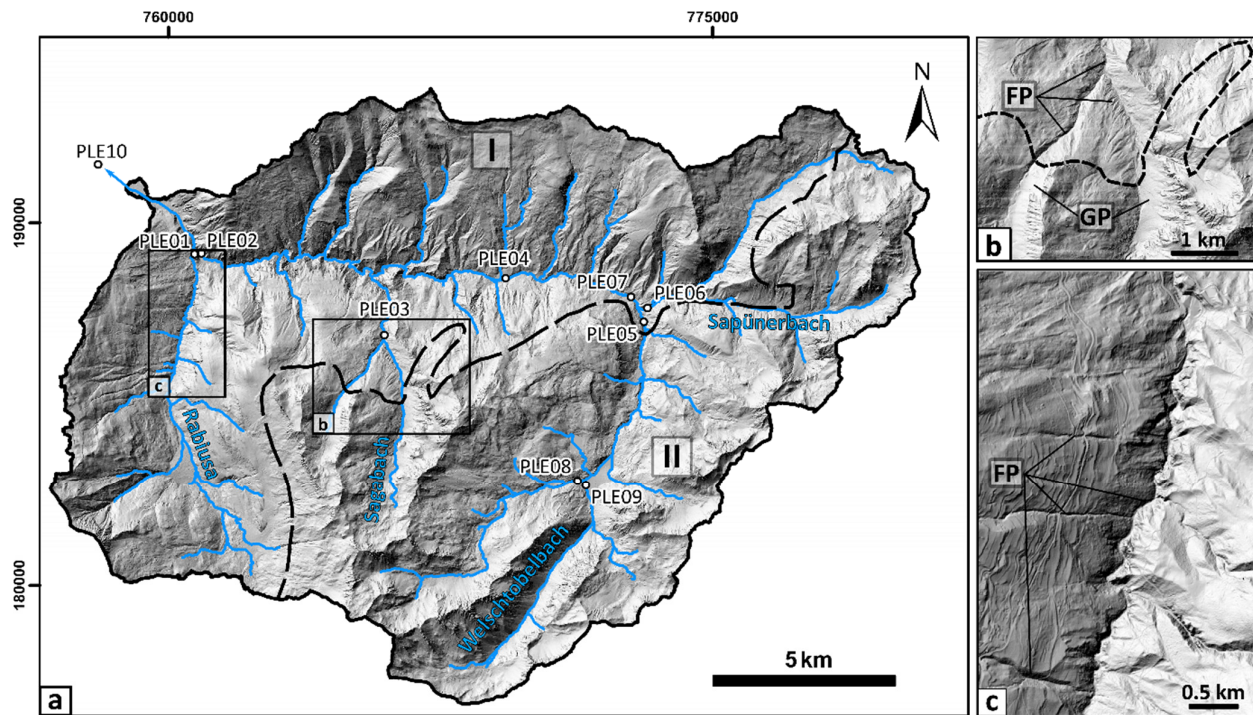 760000
775000
N
I
PLE10
190000
PLE01
PLE02
PLE04
PLE07
PLE06
PLE03
PLE05
Sapünerbach
c
b
Rabiusa
Sagabach
II
PLE08
PLE09
Welschtobelbach
180000
5 km
a
FP
GP
b
1 km
FP
c
0.5 km